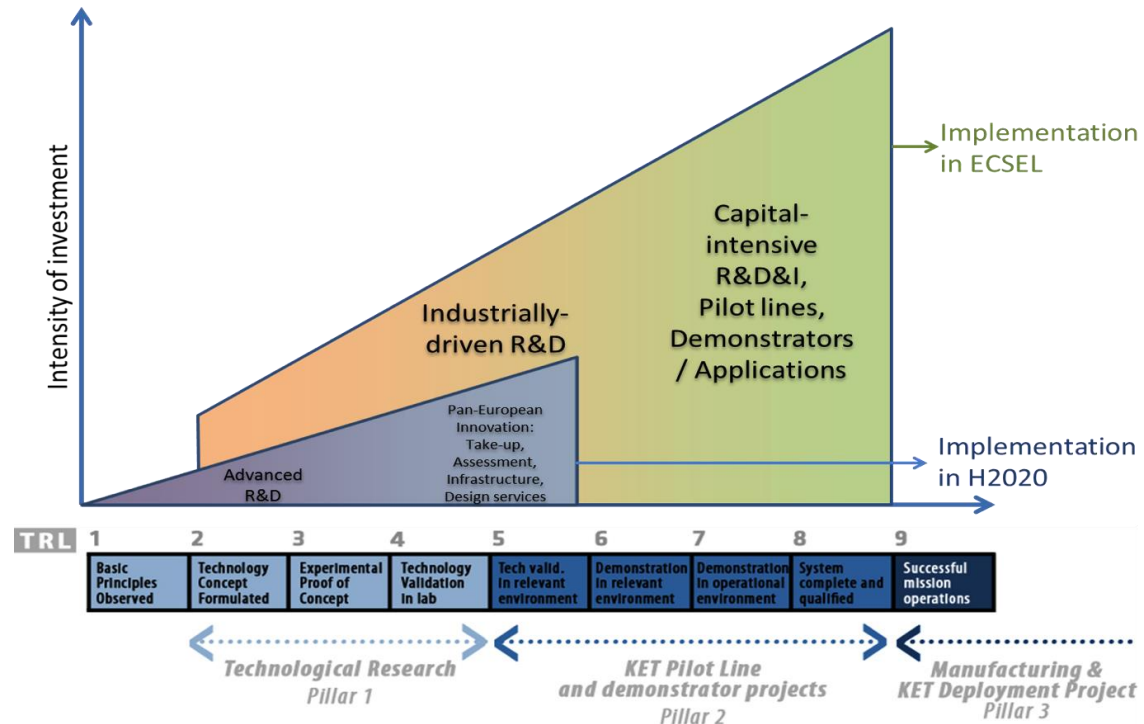 Intensity of investment
Implementation
in ECSEL
Capital-
intensive
R&D&I,
Pilot lines,
Demonstrators
/ Applications
Industrially-
driven R&D
Pan-European
Innovation:
Take-up,
Assessment,
Infrastructure,
Design services
Advanced
R&D
Implementation
in H2020
TRL 1 2 3 4 5 6 7 8 9
Basic
Principles
Observed
Technology
Concept
Formulated
Experimental
Proof of
Concept
Technology
Validation
in lab
Tech valid.
in relevant
environment
Demonstration
in relevant
environment
Demonstration
in operational
environment
System
complete and
qualified
Successful
mission
operations
Technological Research
Pillar 1
KET Pilot Line
and demonstrator projects
Pillar 2
Manufacturing &
KET Deployment Project
Pillar 3